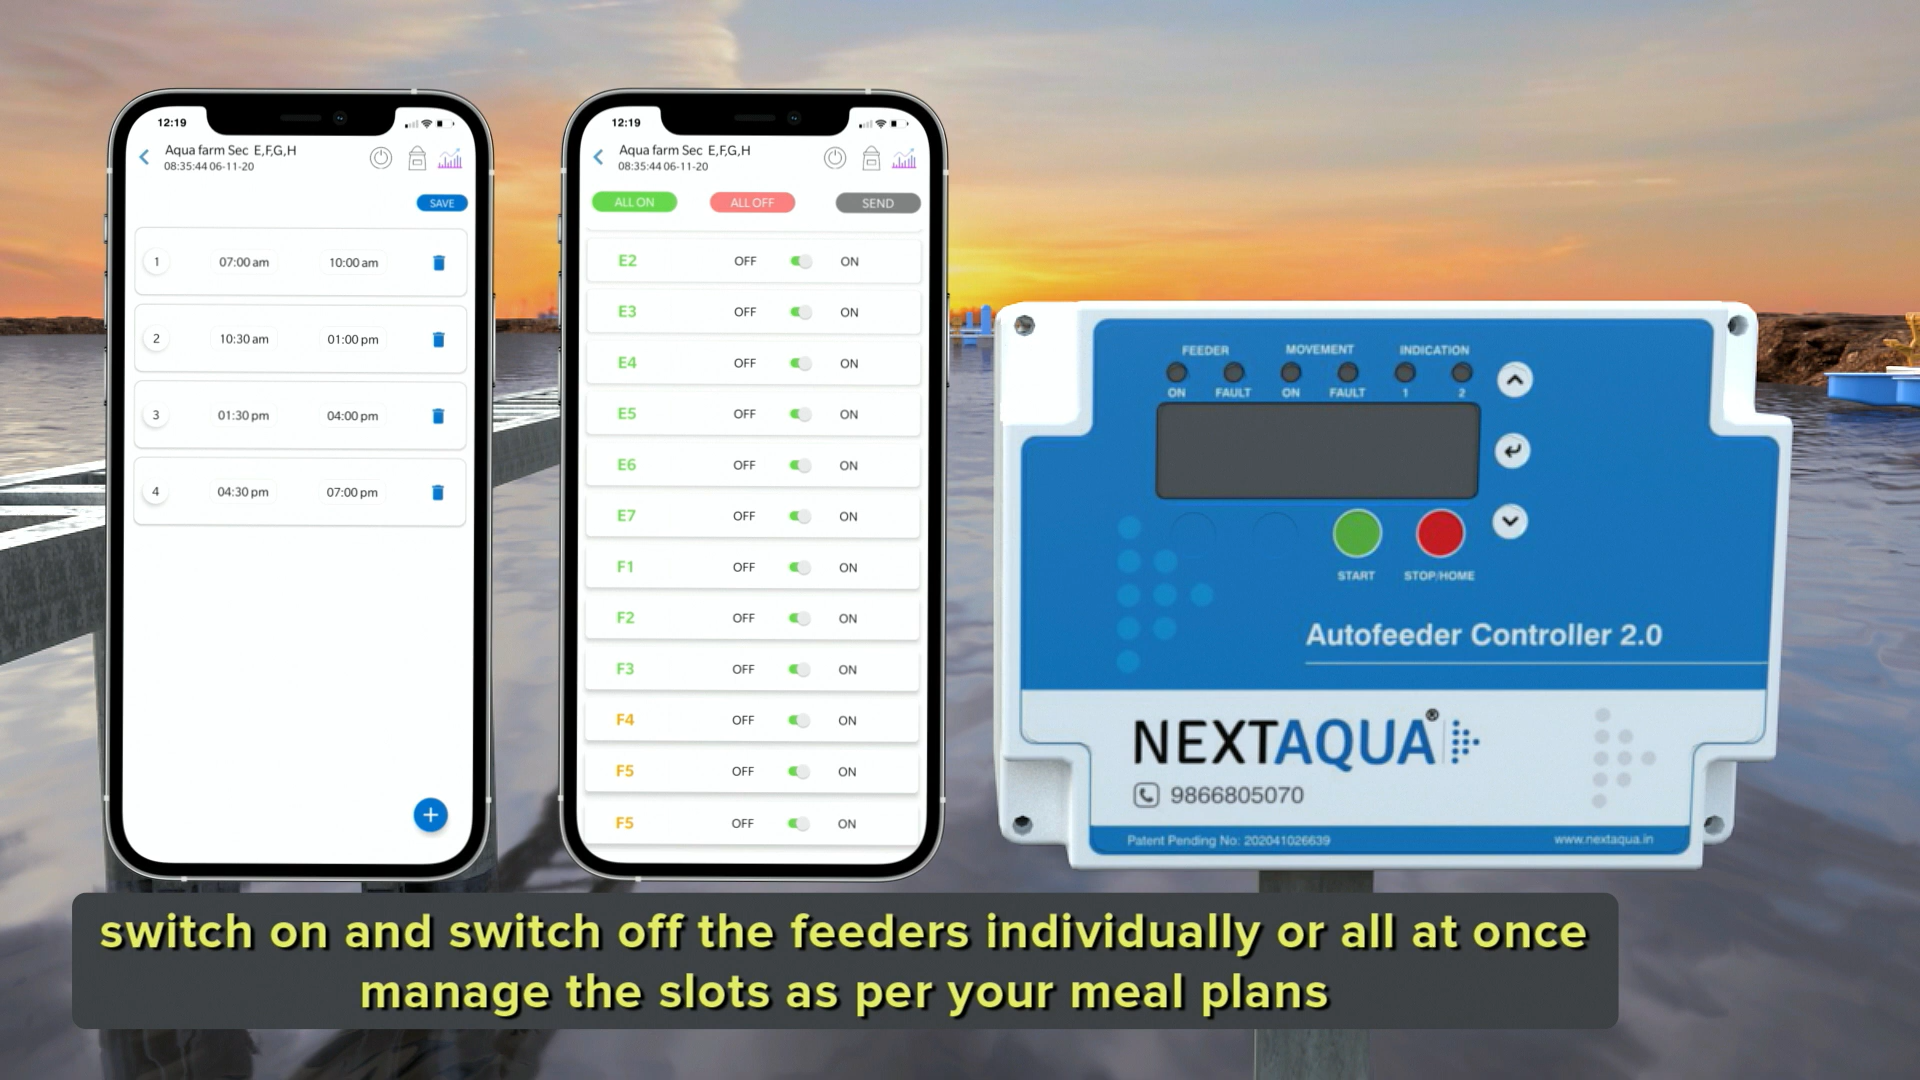 12:19
Aqua farm Sec E,F,G,H
08:35:44 06-11-20
SAVE
1 07:00 am 10:00 am
2 10:30 am 01:00 pm
3 01:30 pm 04:00 pm
4 04:30 pm 07:00 pm
+
12:19
Aqua farm Sec E,F,G,H
08:35:44 06-11-20
ALL ON ALL OFF SEND
E2 OFF ON
E3 OFF ON
E4 OFF ON
E5 OFF ON
E6 OFF ON
E7 OFF ON
F1 OFF ON
F2 OFF ON
F3 OFF ON
F4 OFF ON
F5 OFF ON
F5 OFF ON
FEEDER MOVEMENT INDICATION
ON FAULT ON FAULT 1 2
START STOP/HOME
Autofeeder Controller 2.0
NEXTAQUA®
9866805070
Patent Pending No: 202041026639 www.nextaqua.in
switch on and switch off the feeders individually or all at once
manage the slots as per your meal plans